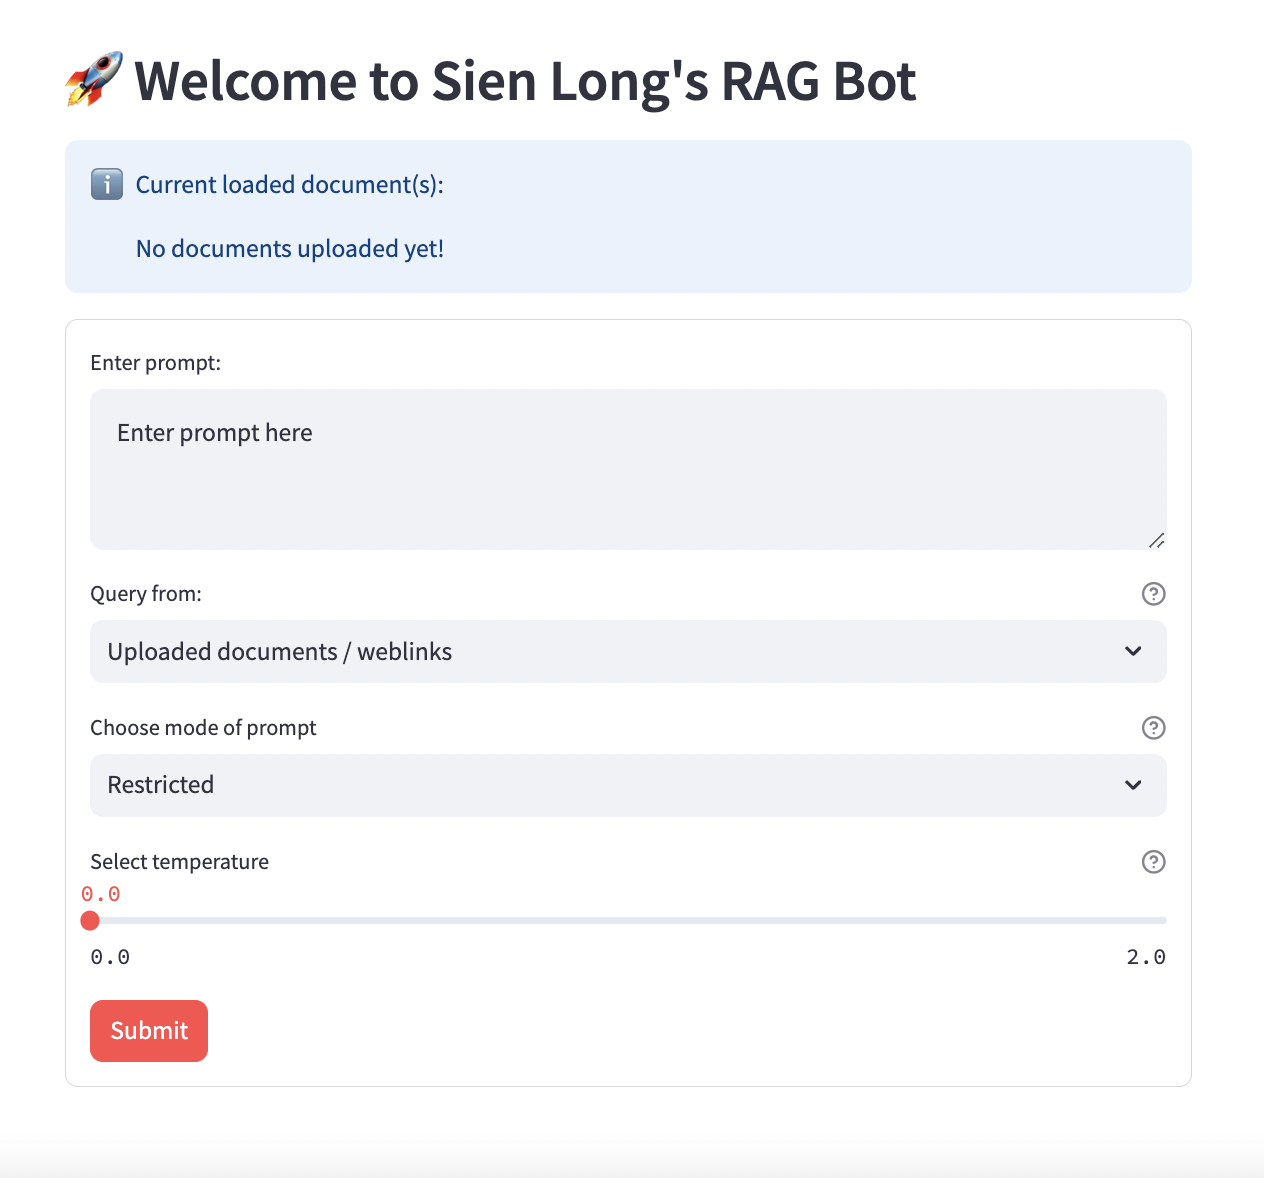 Welcome to Sien Long's RAG Bot
Current loaded document(s):
No documents uploaded yet!
Enter prompt:
Enter prompt here
Query from:
Uploaded documents / weblinks
Choose mode of prompt
Restricted
Select temperature
0.0
0.0 2.0
Submit